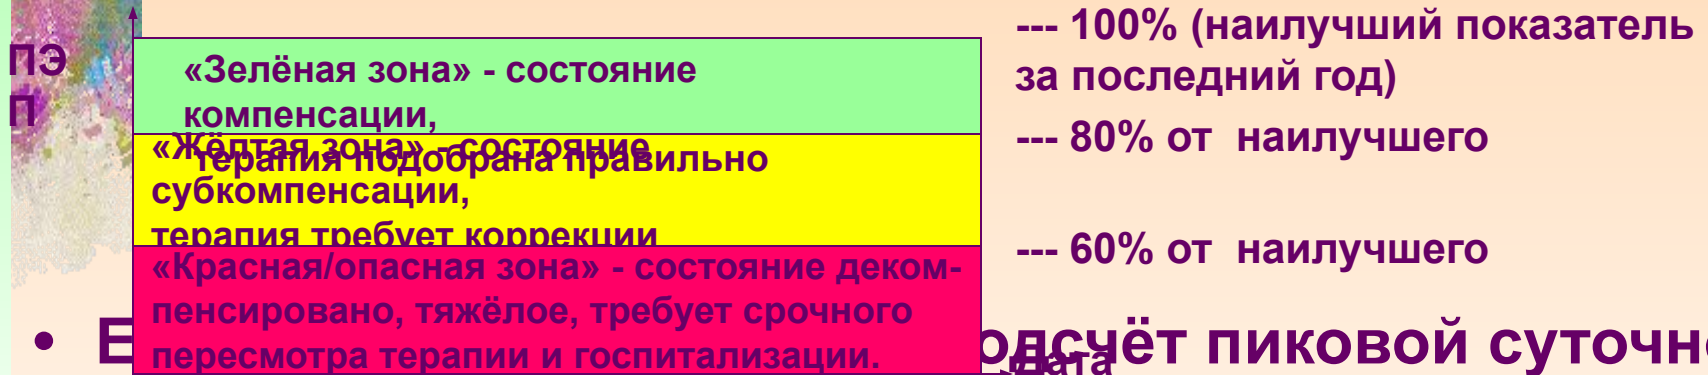 ПЭ
П
«Зелёная зона» - состояние
компенсации,
терапия подобрана правильно
«Жёлтая зона» - состояние
субкомпенсации,
терапия требует коррекции
«Красная/опасная зона» - состояние деком-
пенсировано, тяжёлое, требует срочного
пересмотра терапии и госпитализации.
--- 100% (наилучший показатель
за последний год)
--- 80% от наилучшего
--- 60% от наилучшего
Дата
• Е
одсчёт пиковой суточн